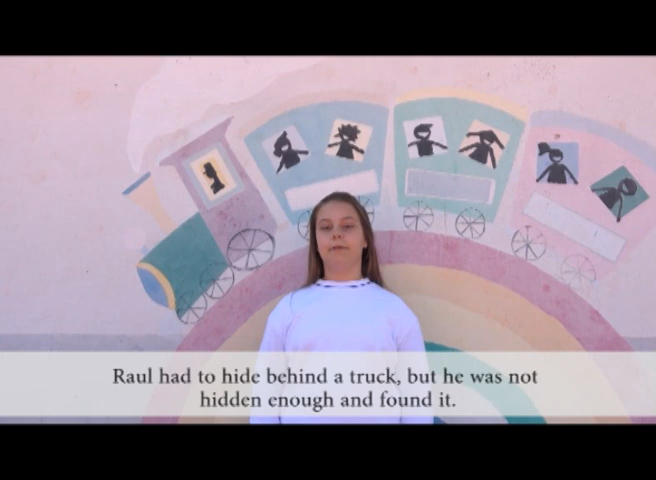 Raul had to hide behind a truck, but he was not
hidden enough and found it.